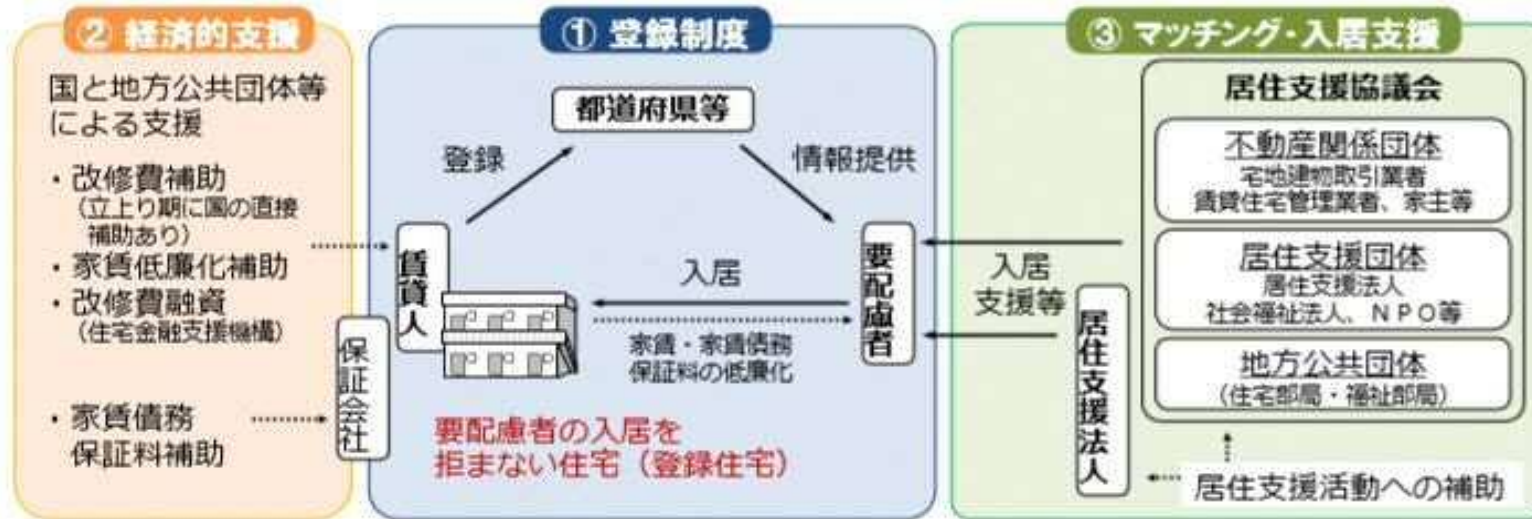 ② 経済的支援
国と地方公共団体等
による支援
・改修費補助
（立上り期に国の直接
補助あり）
・家賃低廉化補助
・改修費融資
（住宅金融支援機構）
・家賃債務
保証料補助
保証会社
① 登録制度
都道府県等
登録
情報提供
賃貸人
要配慮者
入居
家賃・家賃債務
保証料の低廉化
要配慮者の入居を
拒まない住宅（登録住宅）
③ マッチング・入居支援
居住支援協議会
不動産関係団体
宅地建物取引業者
賃貸住宅管理業者、家主等
居住支援団体
居住支援法人
社会福祉法人、ＮＰＯ等
地方公共団体
（住宅部局・福祉部局）
入居
支援等
居住支援法人
居住支援活動への補助